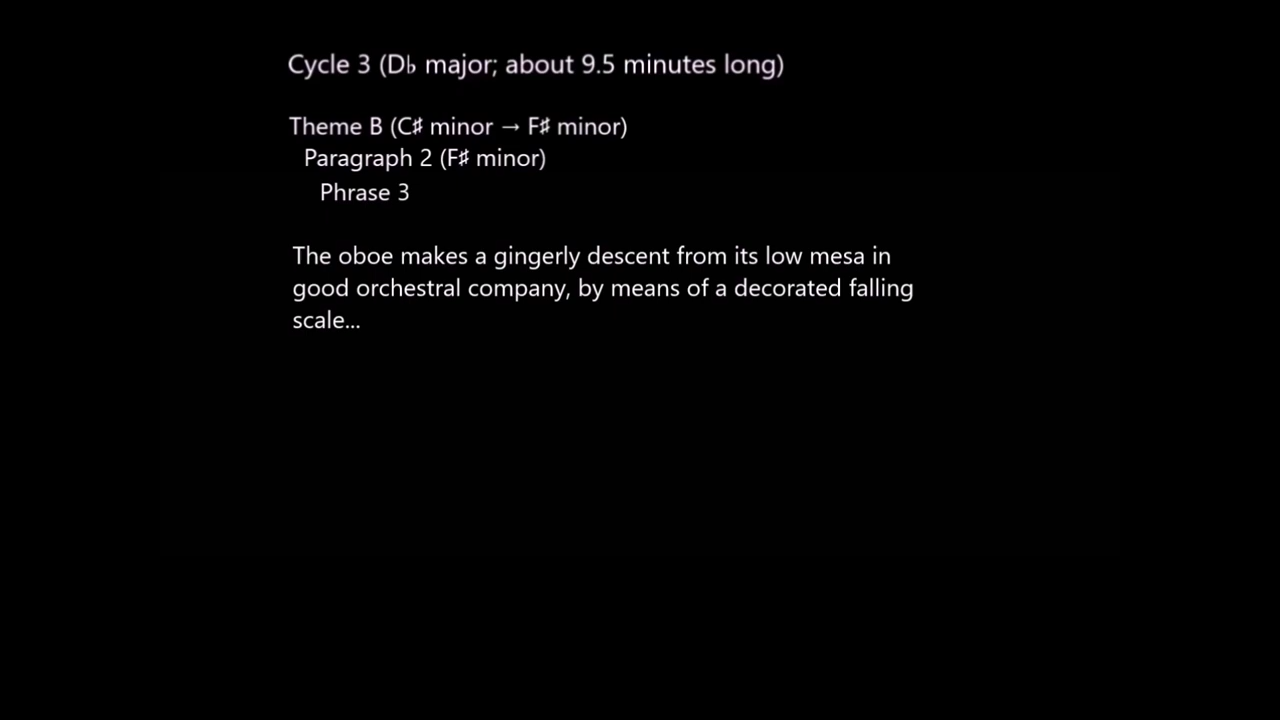 Cycle 3 (D♭ major; about 9.5 minutes long)
Theme B (C♯ minor → F♯ minor)
Paragraph 2 (F♯ minor)
Phrase 3
The oboe makes a gingerly descent from its low mesa in
good orchestral company, by means of a decorated falling
scale...